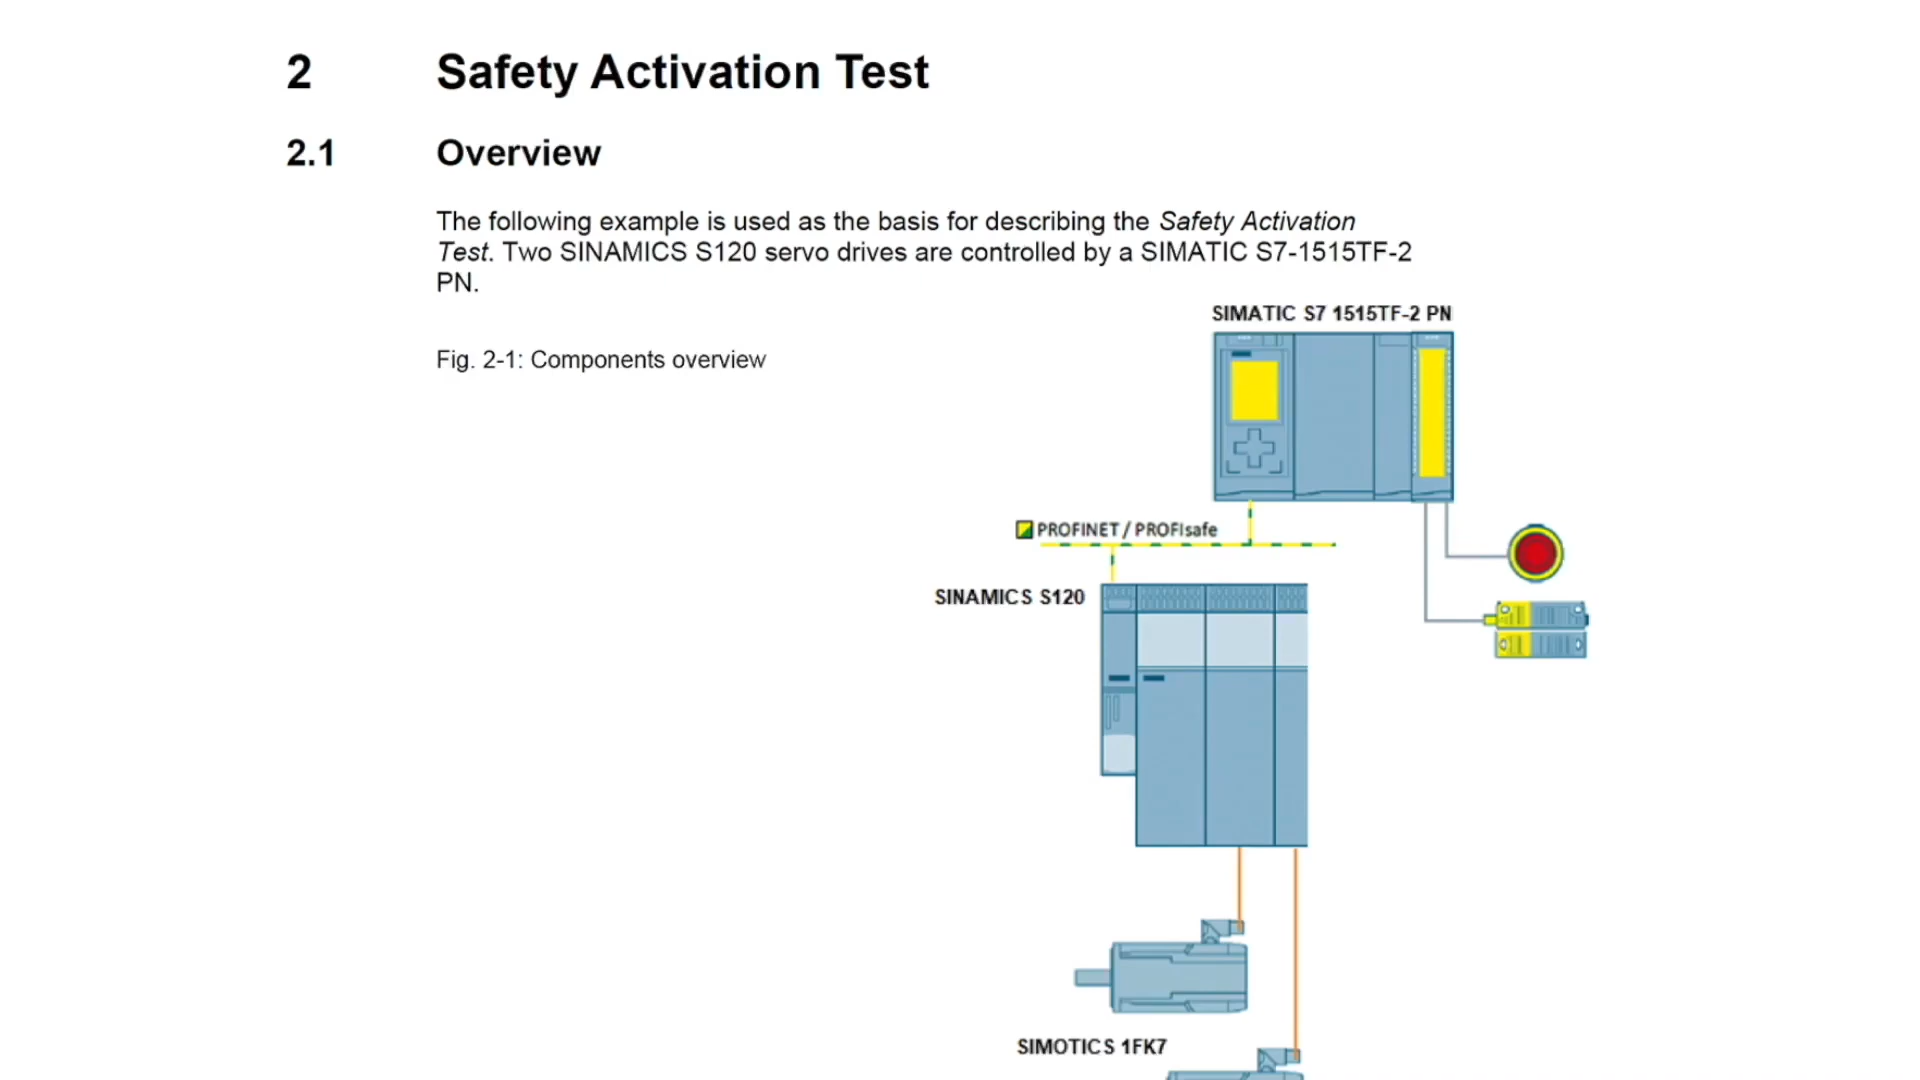 2 Safety Activation Test
2.1 Overview
The following example is used as the basis for describing the Safety Activation
Test. Two SINAMICS S120 servo drives are controlled by a SIMATIC S7-1515TF-2
PN.
SIMATIC S7 1515TF-2 PN
Fig. 2-1: Components overview
PROFINET / PROFIsafe
SINAMICS S120
SIMOTICS 1FK7